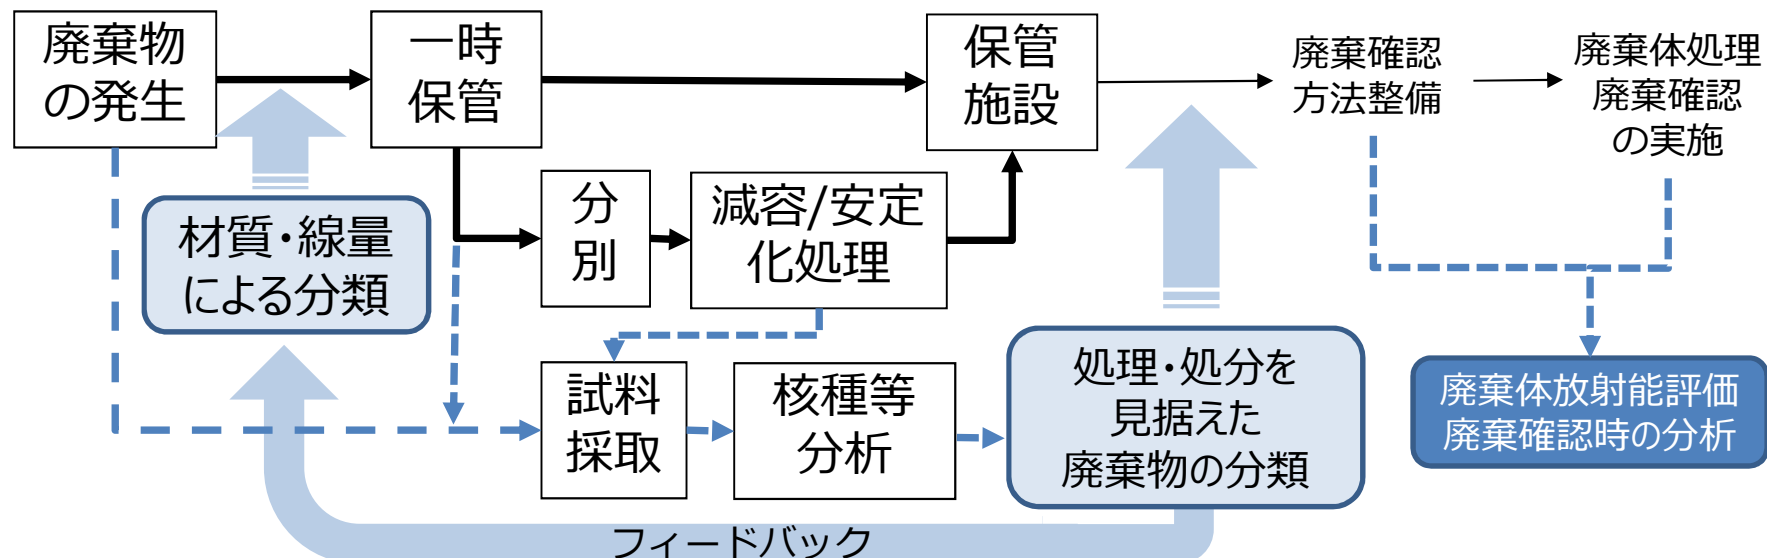 廃棄物
の発生
一時
保管
保管
施設
廃棄確認
方法整備
廃棄体処理
廃棄確認
の実施
材質・線量
による分類
分
別
減容/安定
化処理
試料
採取
核種等
分析
処理・処分を
見据えた
廃棄物の分類
廃棄体放射能評価
廃棄確認時の分析
フィードバック